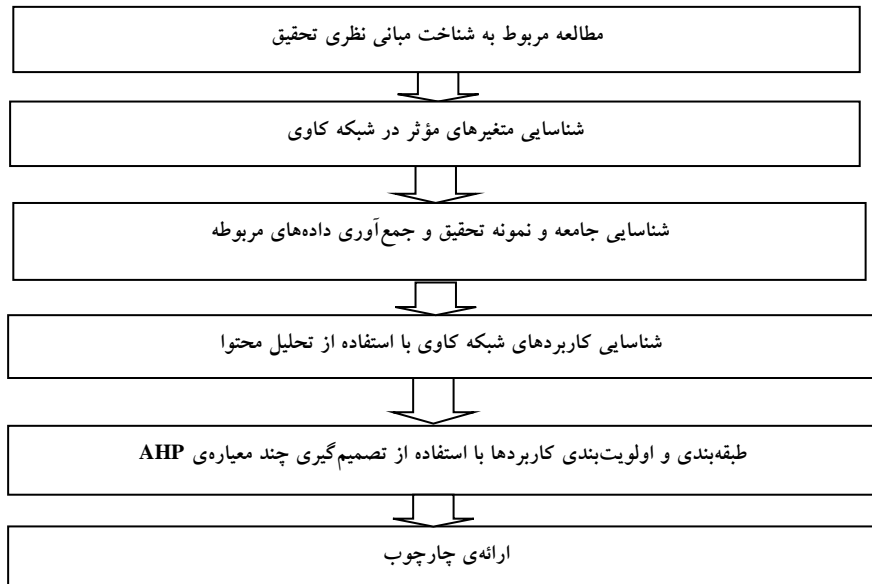 مطالعه مربوط به شناخت مبانی نظری تحقیق
شناسایی متغیرهای مؤثر در شبکه کاوی
شناسایی جامعه و نمونه تحقیق و جمع‌آوری داده‌های مربوطه
شناسایی کاربردهای شبکه کاوی با استفاده از تحلیل محتوا
طبقه‌بندی و اولویت‌بندی کاربردها با استفاده از تصمیم‌گیری چند معیاره‌ی AHP
ارائه‌ی چارچوب